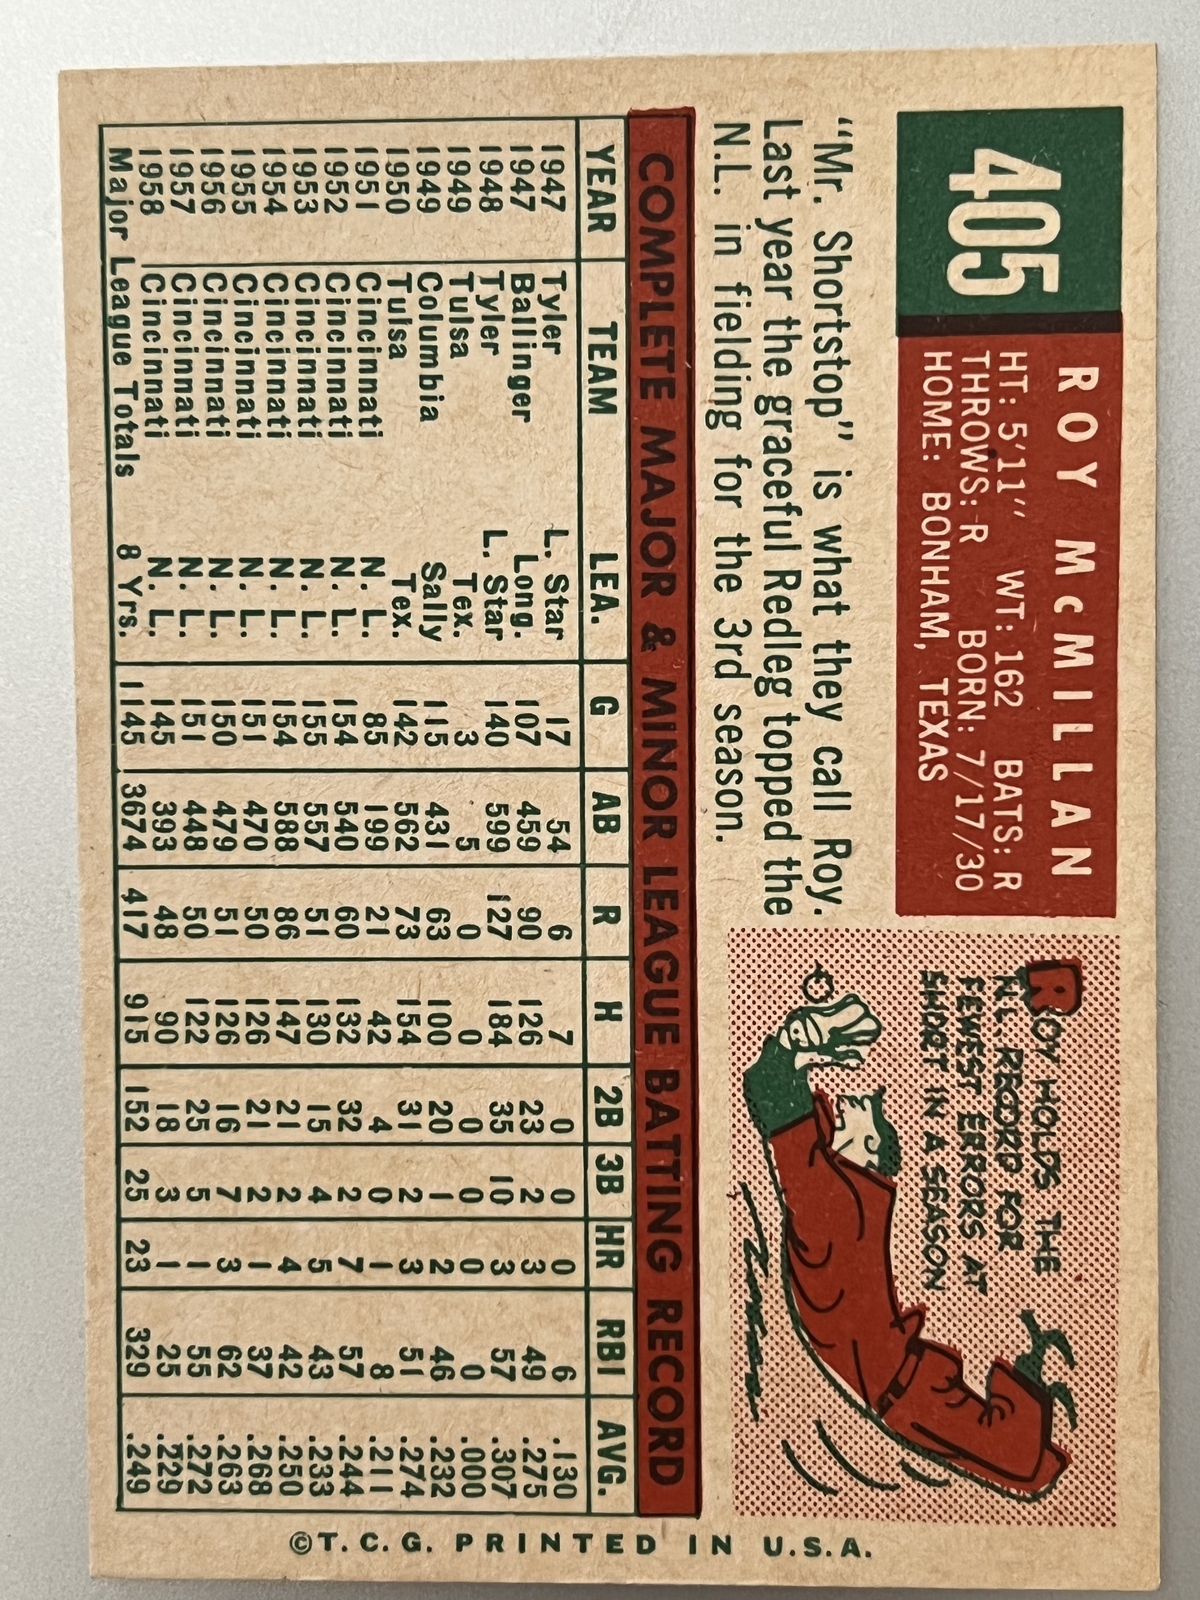 405
ROY McMILLAN
HT: 5'11" WT: 162 BATS: R
THROWS: R BORN: 7/17/30
HOME: BONHAM, TEXAS
"Mr. Shortstop" is what they call Roy.
Last year the graceful Redleg topped the
N.L. in fielding for the 3rd season.
ROY HOLDS THE
N.L. RECORD FOR
FEWEST ERRORS AT
SHORT IN A SEASON
COMPLETE MAJOR & MINOR LEAGUE BATTING RECORD
YEAR TEAM LEA. G AB R H 2B 3B HR RBI AVG.
1947 Tyler L. Star 17 54 6 7 0 0 0 6 .130
1947 Ballinger Long. 107 459 90 126 23 2 3 49 .275
1948 Tyler L. Star 140 599 127 184 35 10 3 57 .307
1949 Tulsa Tex. 3 5 0 0 0 0 0 0 .000
1949 Columbia Sally 115 431 63 100 20 1 2 46 .232
1950 Tulsa Tex. 142 562 73 154 31 2 3 51 .274
1951 Cincinnati N. L. 85 199 21 42 4 0 1 8 .211
1952 Cincinnati N. L. 154 540 60 132 32 2 7 57 .244
1953 Cincinnati N. L. 155 557 51 130 15 4 5 43 .233
1954 Cincinnati N. L. 154 588 86 147 21 2 4 42 .250
1955 Cincinnati N. L. 151 470 50 126 21 2 1 37 .268
1956 Cincinnati N. L. 150 479 51 126 16 7 3 62 .263
1957 Cincinnati N. L. 151 448 50 122 25 5 1 55 .272
1958 Cincinnati N. L. 145 393 48 90 18 3 1 25 .229
Major League Totals 8 Yrs. 1145 3674 417 915 152 25 23 329 .249
©T.C.G. PRINTED IN U.S.A.